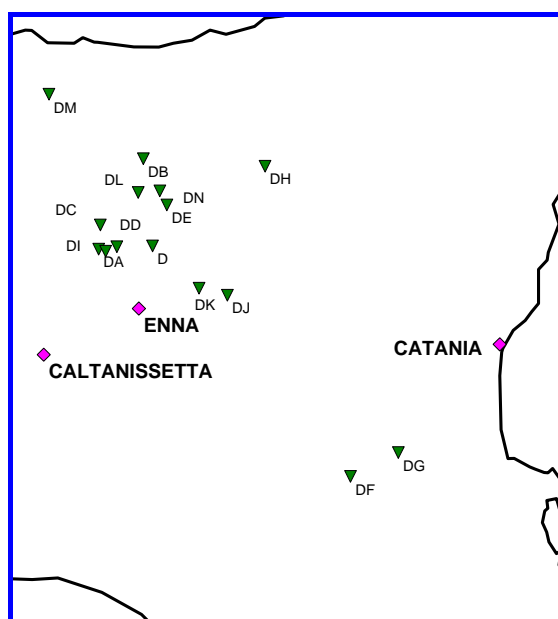 DM
DB
DH
DL
DN
DE
DC
DD
DI
DA
D
DK
DJ
ENNA
CATANIA
CALTANISSETTA
DG
DF